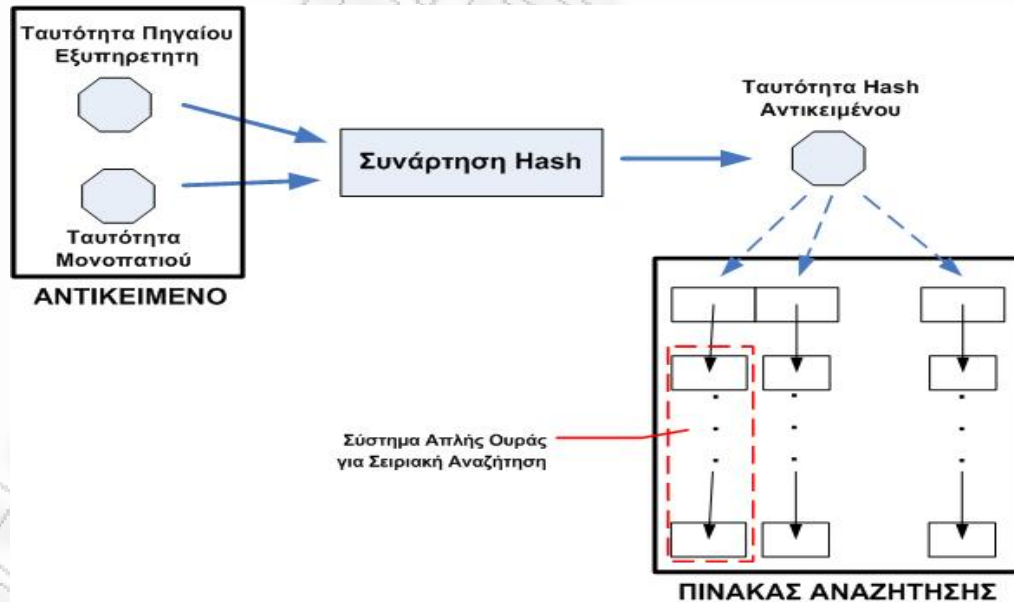 Ταυτότητα Πηγαίου
Εξυπηρετητη
Ταυτότητα
Μονοπατιού
ΑΝΤΙΚΕΙΜΕΝΟ
Συνάρτηση Hash
Ταυτότητα Hash
Αντικειμένου
Σύστημα Απλής Ουράς
για Σειριακή Αναζήτηση
ΠΙΝΑΚΑΣ ΑΝΑΖΗΤΗΣΗΣ